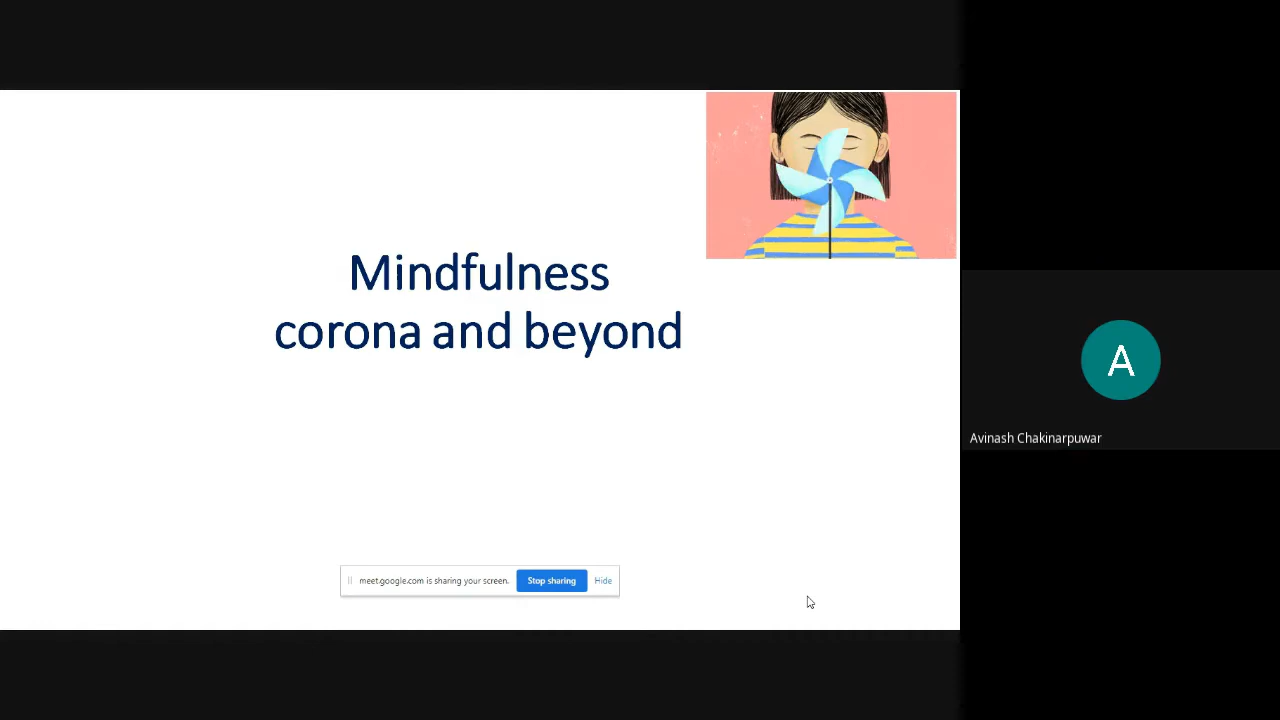 Mindfulness
corona and beyond
A
Avinash Chakinarpuwar
meet.google.com is sharing your screen. Stop sharing Hide